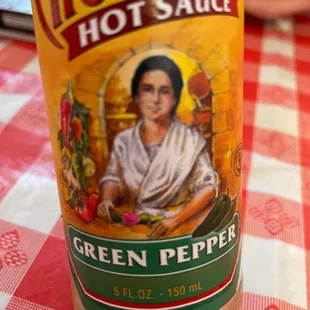 HOT SAUCE
GREEN PEPPER
5 FL.OZ. - 150 mL